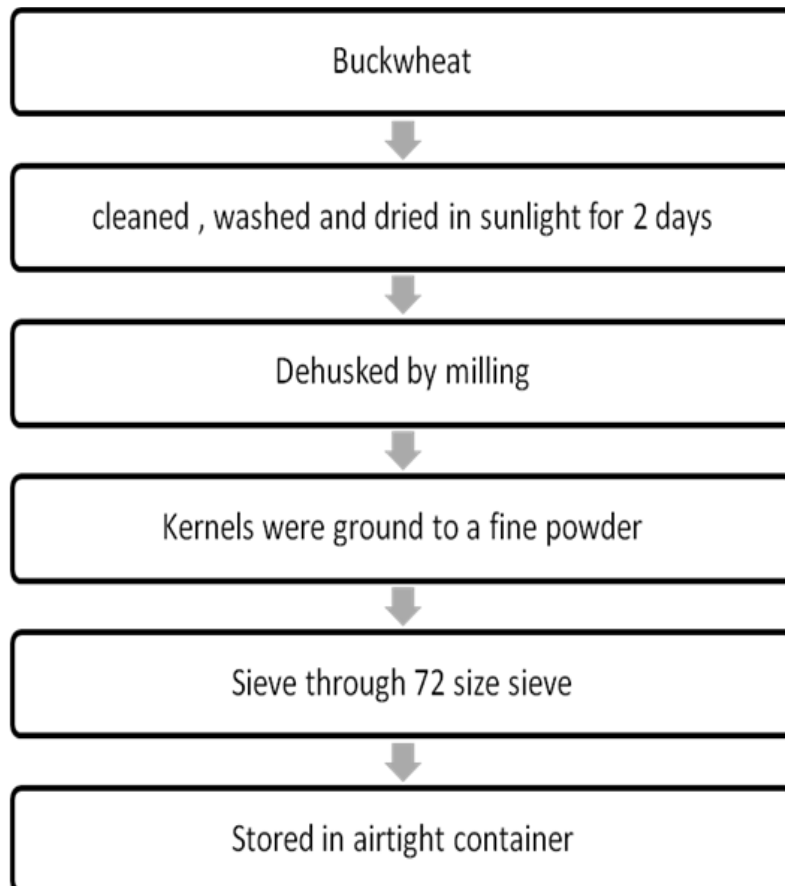 Buckwheat
cleaned , washed and dried in sunlight for 2 days
Dehusked by milling
Kernels were ground to a fine powder
Sieve through 72 size sieve
Stored in airtight container